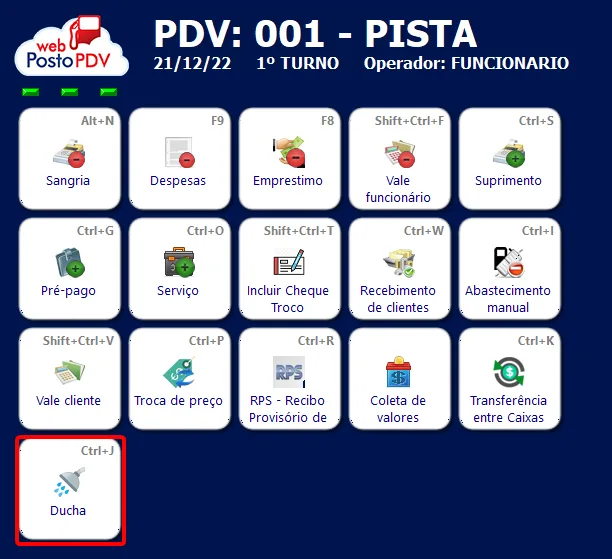 web
PostoPDV
PDV: 001 - PISTA
21/12/22 1º TURNO Operador: FUNCIONARIO
Alt+N
Sangria
F9
Despesas
F8
Emprestimo
Shift+Ctrl+F
Vale
funcionário
Ctrl+S
Suprimento
Ctrl+G
Pré-pago
Ctrl+O
Serviço
Shift+Ctrl+T
Incluir Cheque
Troco
Ctrl+W
Recebimento
de clientes
Ctrl+I
Abastecimento
manual
Shift+Ctrl+V
Vale cliente
Ctrl+P
Troca de preço
Ctrl+R
RPS
RPS - Recibo
Provisório de
Coleta de
valores
Ctrl+K
Transferência
entre Caixas
Ctrl+J
Ducha